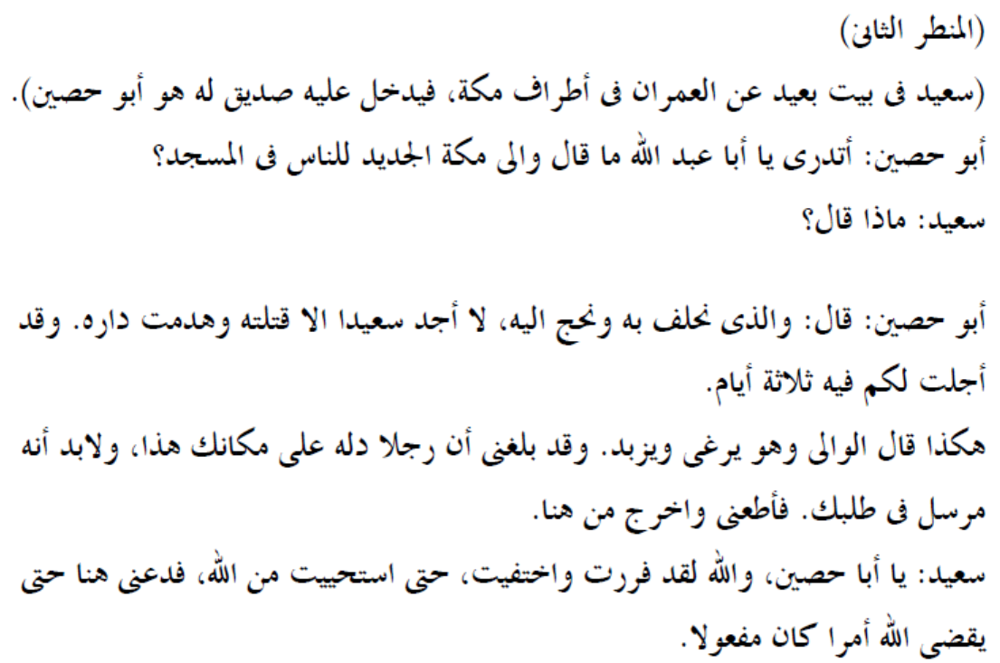 (المنطر الثانئ)
(سعيد فى بيت بعيد عن العمران فى أطراف مكة، فيدخل عليه صديق له هو أبو حصين).
أبو حصين: أتدرى يا أبا عبد الله ما قال والى مكة الجديد للناس فى المسجد؟
سعيد: ماذا قال؟
أبو حصين: قال: والذى نحلف به ونحج اليه، لا أجد سعيدا الا قتلته وهدمت داره. وقد
أجلت لكم فيه ثلاثة أيام.
هكذا قال الوالى وهو يرغى ويزبد. وقد بلغنى أن رجلا دله على مكانك هذا، ولابد أنه
مرسل فى طلبك. فأطعنى واخرج من هنا.
سعيد: يا أبا حصين، والله لقد فررت واختفيت، حتى استحييت من الله، فدعنى هنا حتى
يقضى الله أمرا كان مفعولا.